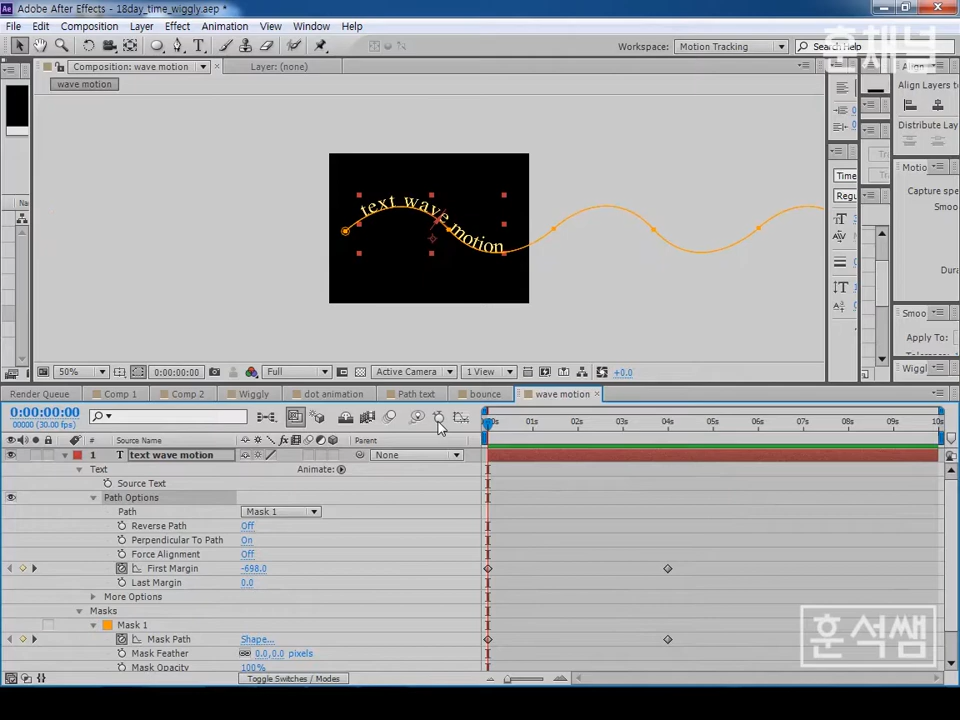 Adobe After Effects - 18day_time_wiggly.aep *
File Edit Composition Layer Effect Animation View Window Help
Workspace: Motion Tracking
Search Help
훈채널
Composition: wave motion
Layer: (none)
wave motion
Align
Align Layers to
Distribute Lay
Motio
Capture spe
Smoo
Dura
Smoo
Apply To:
Wiggl
Time
Regu
text wave motion
50%
0:00:00:00
Full
Active Camera
1 View
+0.0
Render Queue
Comp 1
Comp 2
Wiggly
dot animation
Path text
bounce
wave motion
0:00:00:00
00000 (30.00 fps)
01s 02s 03s 04s 05s 06s 07s 08s 09s 10s
# Source Name
Parent
1 T text wave motion
None
Text
Animate:
Source Text
Path Options
Path
Mask 1
Reverse Path
Off
Perpendicular To Path
On
Force Alignment
Off
First Margin
-698.0
Last Margin
0.0
More Options
Masks
Mask 1
Mask Path
Shape...
Mask Feather
0.0,0.0 pixels
Mask Opacity
100%
Toggle Switches / Modes
훈석쌤